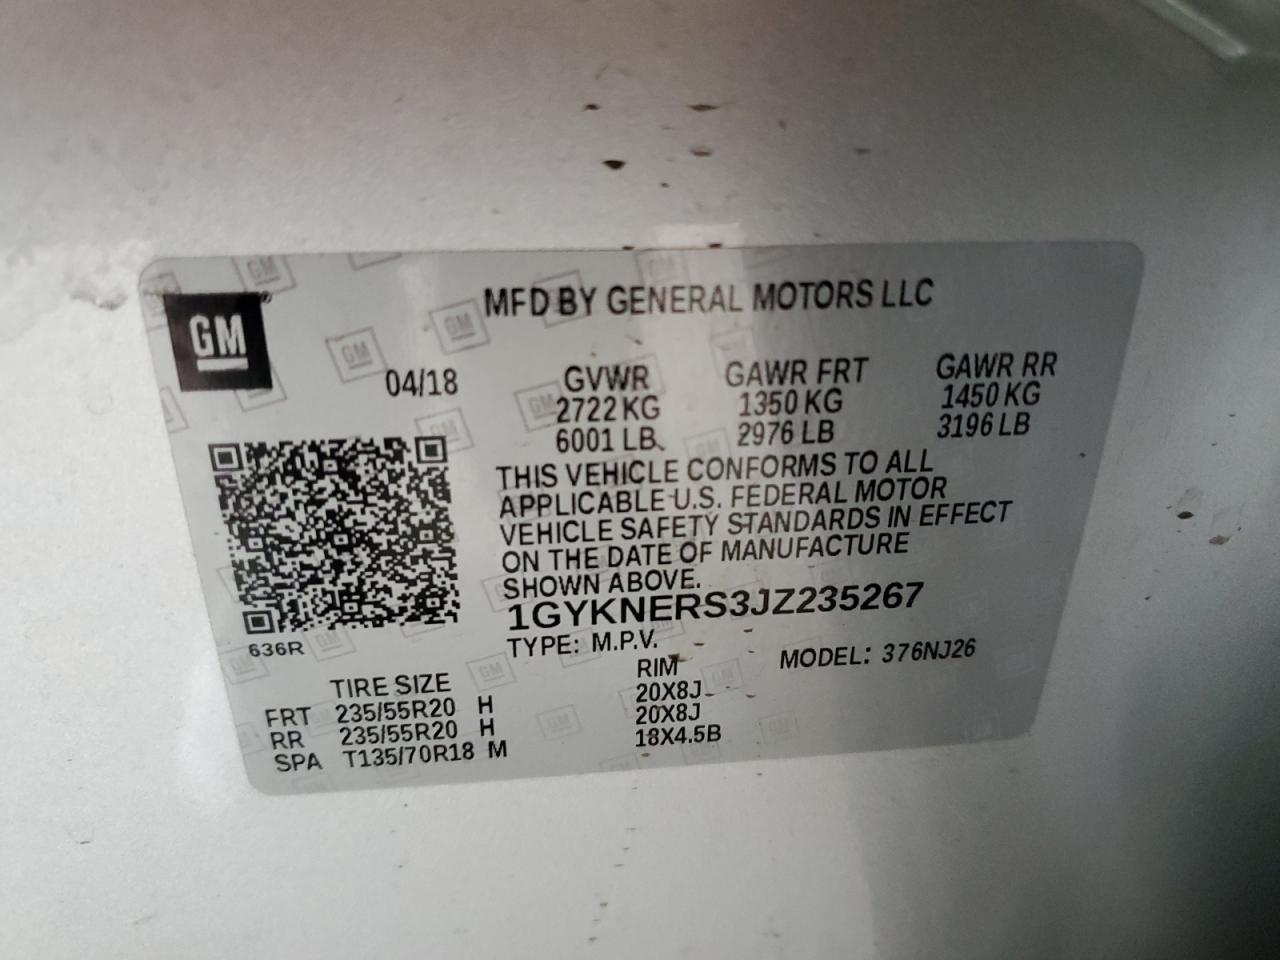 GM
MFD BY GENERAL MOTORS LLC
04/18
GVWR GAWR FRT GAWR RR
2722 KG 1350 KG 1450 KG
6001 LB 2976 LB 3196 LB
THIS VEHICLE CONFORMS TO ALL
APPLICABLE U.S. FEDERAL MOTOR
VEHICLE SAFETY STANDARDS IN EFFECT
ON THE DATE OF MANUFACTURE
SHOWN ABOVE.
1GYKNERS3JZ235267
636R
TYPE: M.P.V. MODEL: 376NJ26
TIRE SIZE RIM
FRT 235/55R20 H 20X8J
RR 235/55R20 H 20X8J
SPA T135/70R18 M 18X4.5B